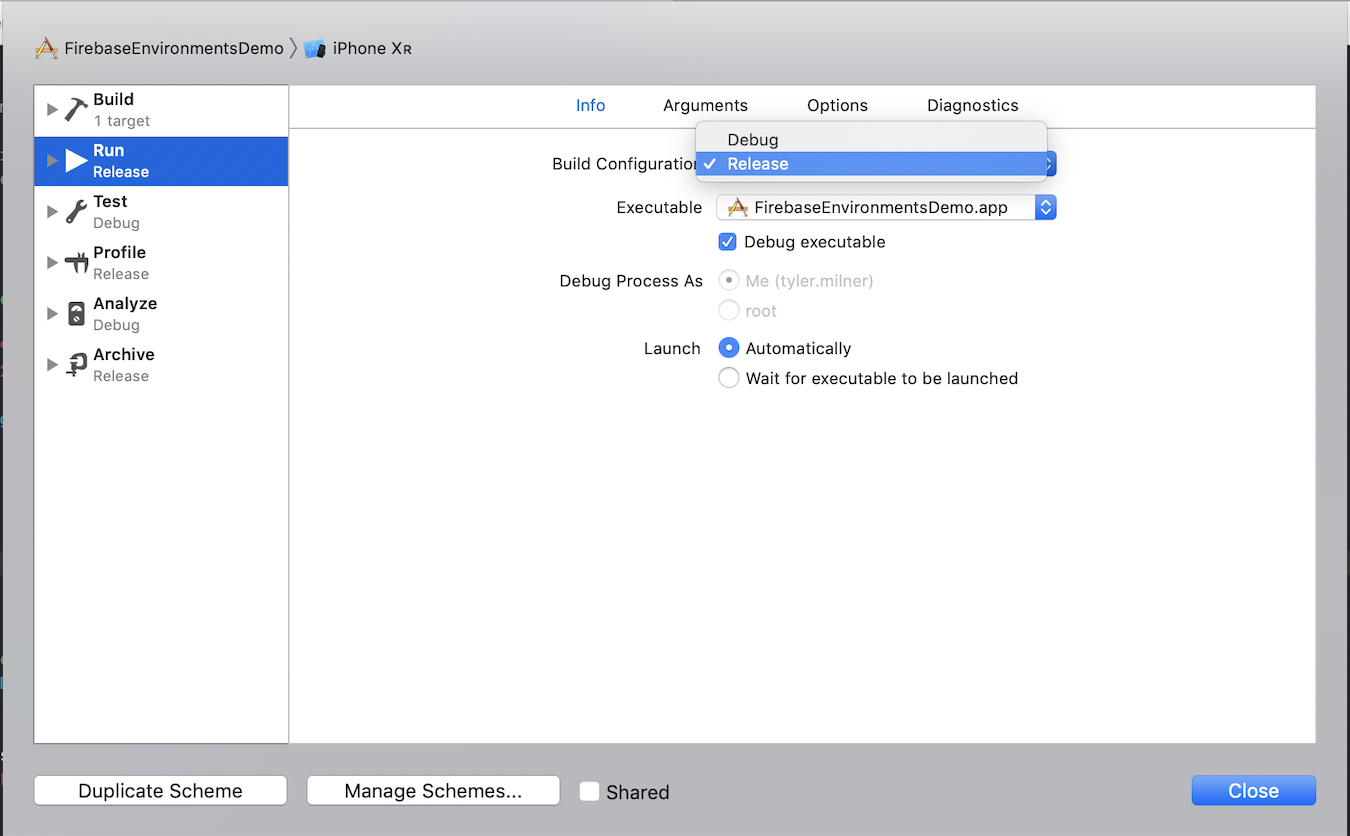 FirebaseEnvironmentsDemo 〉 iPhone Xʀ
Build
1 target
Run
Release
Test
Debug
Profile
Release
Analyze
Debug
Archive
Release
Info Arguments Options Diagnostics
Debug
Build Configuration ✓ Release
Executable FirebaseEnvironmentsDemo.app
Debug executable
Debug Process As Me (tyler.milner)
root
Launch Automatically
Wait for executable to be launched
Duplicate Scheme Manage Schemes... Shared Close